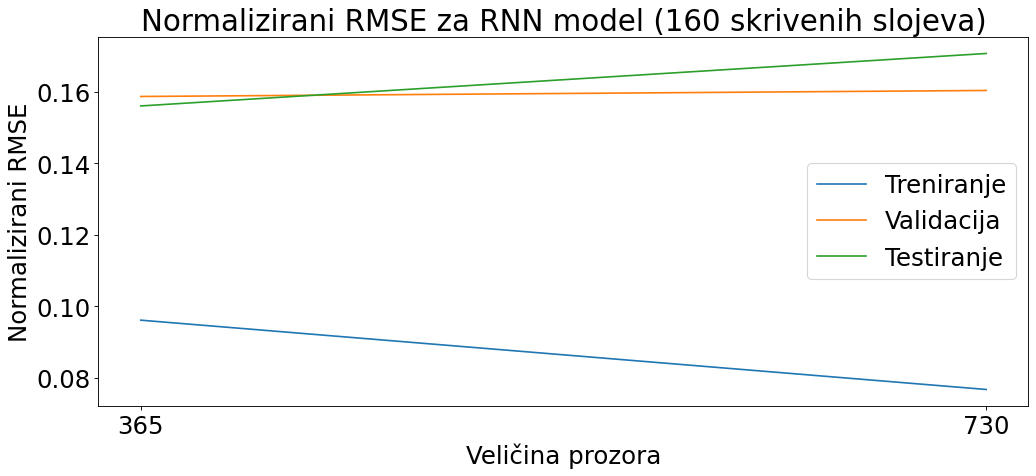 Normalizirani RMSE za RNN model (160 skrivenih slojeva)
Normalizirani RMSE
0.16
0.14
0.12
0.10
0.08
Treniranje
Validacija
Testiranje
365
730
Veličina prozora